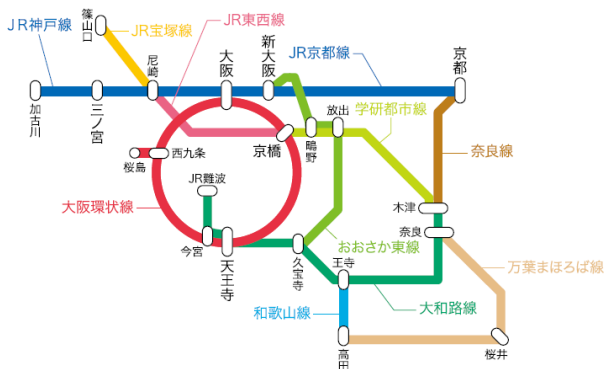 篠山口
JR神戸線
JR宝塚線
JR東西線
尼崎
大阪
新大阪
JR京都線
京都
加古川
三ノ宮
放出
学研都市線
京橋
鴫野
桜島
西九条
奈良線
JR難波
大阪環状線
木津
奈良
今宮
天王寺
久宝寺
おおさか東線
王寺
万葉まほろば線
和歌山線
大和路線
高田
桜井